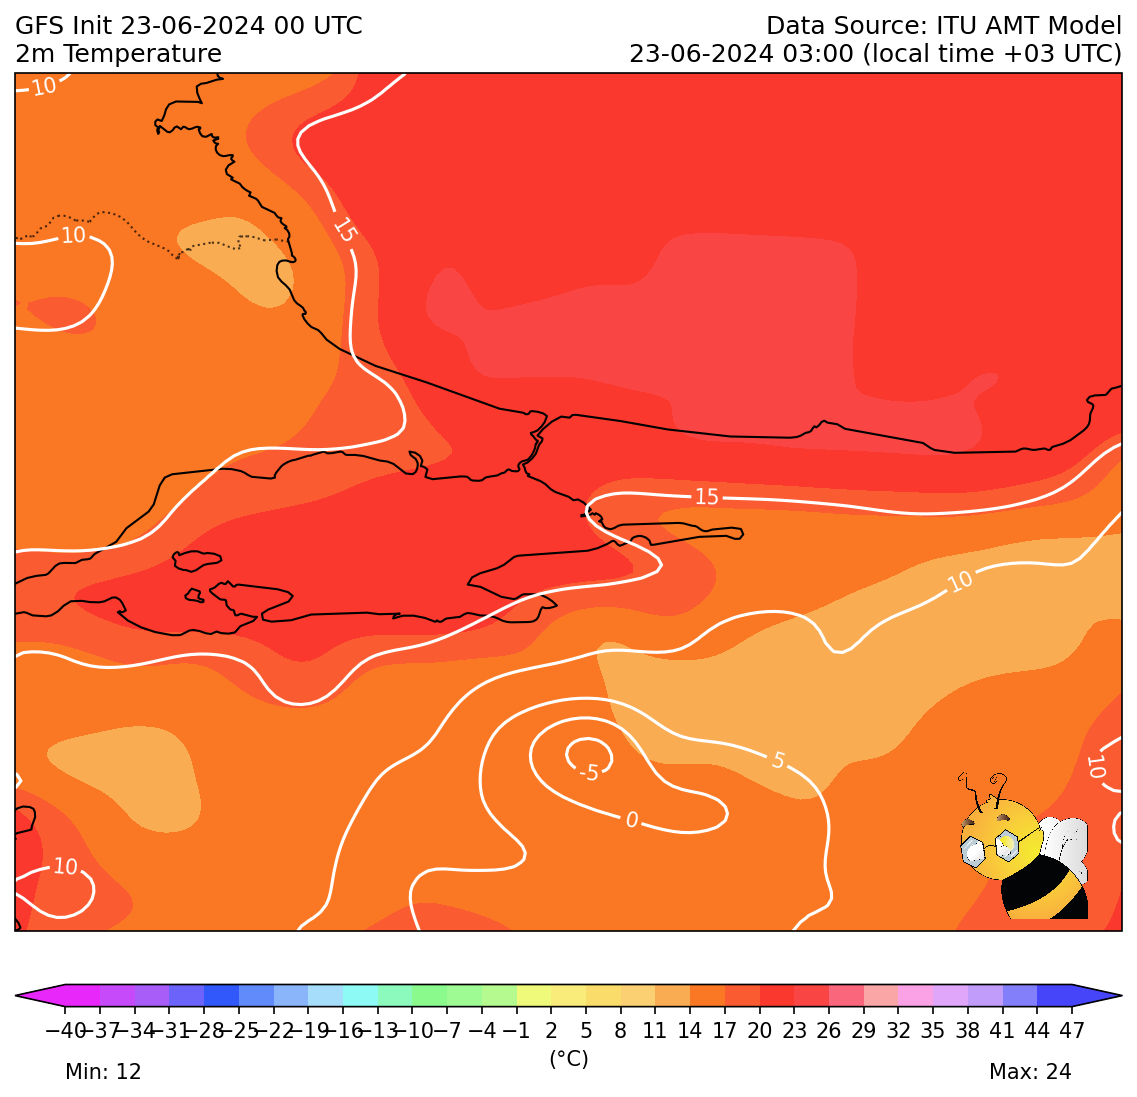 GFS Init 23-06-2024 00 UTC
Data Source: ITU AMT Model
2m Temperature
23-06-2024 03:00 (local time +03 UTC)
10
15
10
15
10
5
10
-5
0
10
−40 −37 −34 −31 −28 −25 −22 −19 −16 −13 −10 −7 −4 −1 2 5 8 11 14 17 20 23 26 29 32 35 38 41 44 47
(°C)
Min: 12
Max: 24